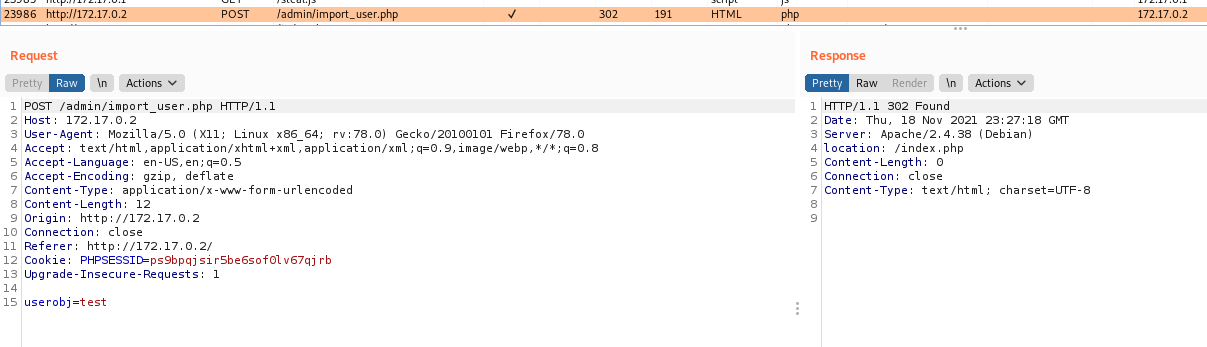 http://172.17.0.1 GET /steal.js script js 172.17.0.1
23986 http://172.17.0.2 POST /admin/import_user.php ✓ 302 191 HTML php 172.17.0.2
Request
Pretty Raw \n Actions
1 POST /admin/import_user.php HTTP/1.1
2 Host: 172.17.0.2
3 User-Agent: Mozilla/5.0 (X11; Linux x86_64; rv:78.0) Gecko/20100101 Firefox/78.0
4 Accept: text/html,application/xhtml+xml,application/xml;q=0.9,image/webp,*/*;q=0.8
5 Accept-Language: en-US,en;q=0.5
6 Accept-Encoding: gzip, deflate
7 Content-Type: application/x-www-form-urlencoded
8 Content-Length: 12
9 Origin: http://172.17.0.2
10 Connection: close
11 Referer: http://172.17.0.2/
12 Cookie: PHPSESSID=ps9bpqjsir5be6sof0lv67qjrb
13 Upgrade-Insecure-Requests: 1
14
15 userobj=test
Response
Pretty Raw Render \n Actions
1 HTTP/1.1 302 Found
2 Date: Thu, 18 Nov 2021 23:27:18 GMT
3 Server: Apache/2.4.38 (Debian)
4 location: /index.php
5 Content-Length: 0
6 Connection: close
7 Content-Type: text/html; charset=UTF-8
8
9